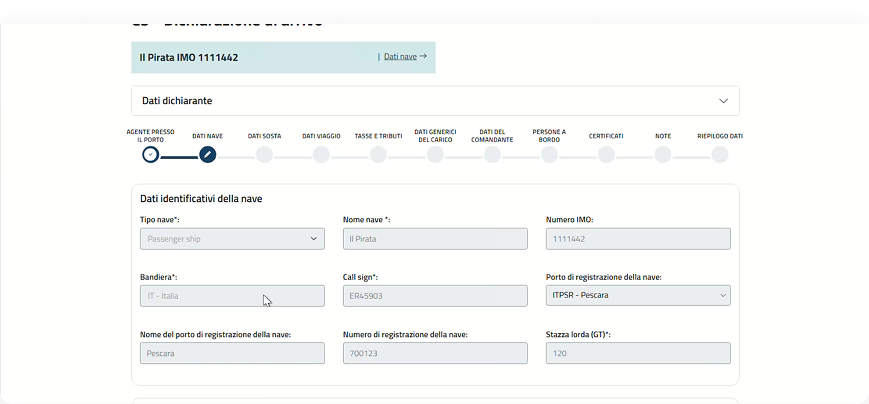 Il Pirata IMO 1111442 | Dati nave →
Dati dichiarante
AGENTE PRESSO IL PORTO
DATI NAVE
DATI SOSTA
DATI VIAGGIO
TASSE E TRIBUTI
DATI GENERICI DEL CARICO
DATI DEL COMANDANTE
PERSONE A BORDO
CERTIFICATI
NOTE
RIEPILOGO DATI
Dati identificativi della nave
Tipo nave*: Nome nave *: Numero IMO:
Passenger ship Il Pirata 1111442
Bandiera*: Call sign*: Porto di registrazione della nave:
IT - Italia ER45903 ITPSR - Pescara
Nome del porto di registrazione della nave: Numero di registrazione della nave: Stazza lorda (GT)*:
Pescara 700123 120